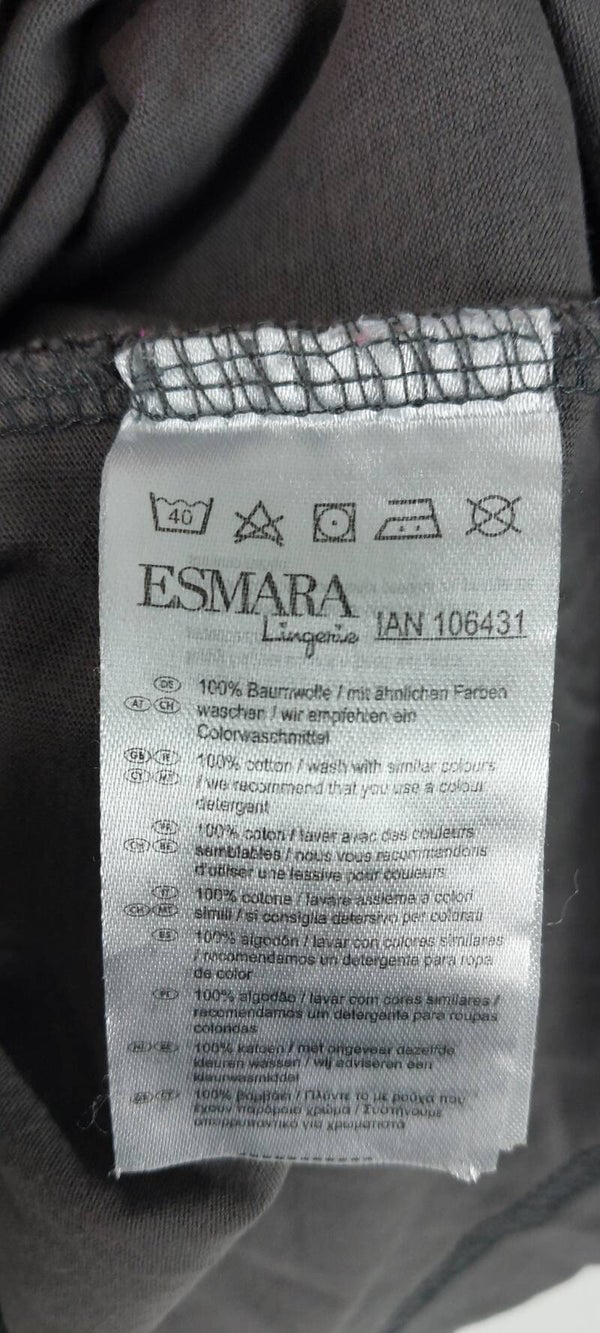 40
ESMARA
Lingerie IAN 106431
DE AT CH 100% Baumwolle / mit ähnlichen Farben
waschen / wir empfehlen ein
Colorwaschmittel
GB IE CY MT 100% cotton / wash with similar colours
/ we recommend that you use a colour
detergent
FR CH BE 100% coton / laver avec des couleurs
semblables / nous vous recommandons
d'utiliser une lessive pour couleurs
IT CH MT 100% cotone / lavare assieme a colori
simili / si consiglia detersivo per colorati
ES 100% algodón / lavar con colores similares
/ recomendamos un detergente para ropa
de color
PT 100% algodão / lavar com cores similares /
recomendamos um detergente para roupas
coloridas
NL BE 100% katoen / met ongeveer dezelfde
kleuren wassen / wij adviseren een
kleurwasmiddel
GR CY 100% βαμβάκι / Πλύντε το με ρούχα που
έχουν παρόμοιο χρώμα / Συστήνουμε
απορρυπαντικό για χρωματιστά